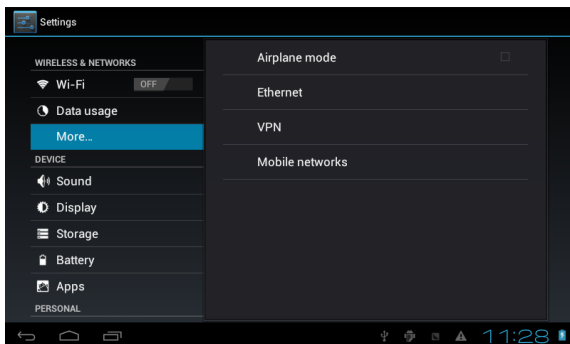 Settings
WIRELESS & NETWORKS
Wi-Fi OFF
Data usage
More...
DEVICE
Sound
Display
Storage
Battery
Apps
PERSONAL
Airplane mode
Ethernet
VPN
Mobile networks
11:28